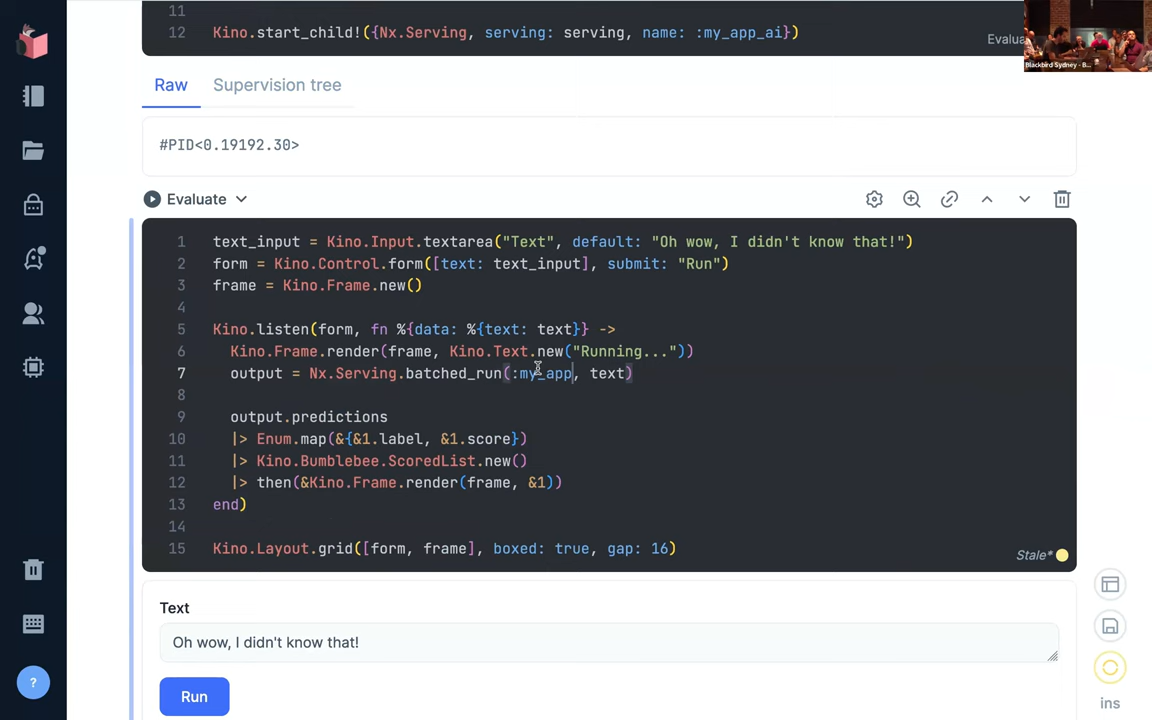 11
12 Kino.start_child!({Nx.Serving, serving: serving, name: :my_app_ai})
Evalua
Blackbird Sydney - B...
Raw Supervision tree
#PID<0.19192.30>
Evaluate
1 text_input = Kino.Input.textarea("Text", default: "Oh wow, I didn't know that!")
2 form = Kino.Control.form([text: text_input], submit: "Run")
3 frame = Kino.Frame.new()
4
5 Kino.listen(form, fn %{data: %{text: text}} ->
6 Kino.Frame.render(frame, Kino.Text.new("Running..."))
7 output = Nx.Serving.batched_run(:my_app, text)
8
9 output.predictions
10 |> Enum.map(&{&1.label, &1.score})
11 |> Kino.Bumblebee.ScoredList.new()
12 |> then(&Kino.Frame.render(frame, &1))
13 end)
14
15 Kino.Layout.grid([form, frame], boxed: true, gap: 16)
Stale*
Text
Oh wow, I didn't know that!
Run
?
ins